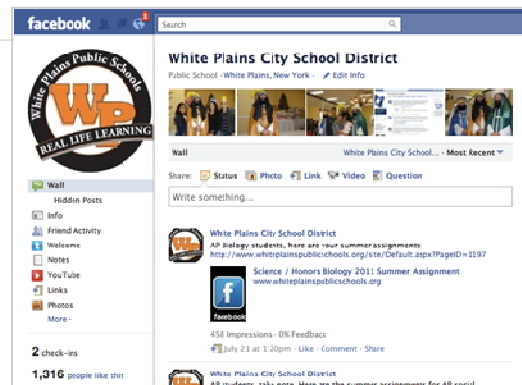 facebook
1
Search
White Plains Public Schools
WP
REAL LIFE LEARNING
White Plains City School District
Public School · White Plains, New York · Edit Info
Wall
White Plains City School... · Most Recent
Share: Status Photo Link Video Question
Write something...
Wall
Hidden Posts
Info
Friend Activity
Welcome
Notes
YouTube
Links
Photos
More
2 check-ins
1,316 people like this
White Plains City School District
AP Biology students, here are your summer assignments
http://www.whiteplainspublicschools.org/site/Default.aspx?PageID=1197
Science / Honors Biology 2011 Summer Assignment
www.whiteplainspublicschools.org
facebook
458 Impressions · 0% Feedback
July 21 at 1:20pm · Like · Comment · Share
White Plains City School District
AP students, take note. Here are the summer assignments for AP social